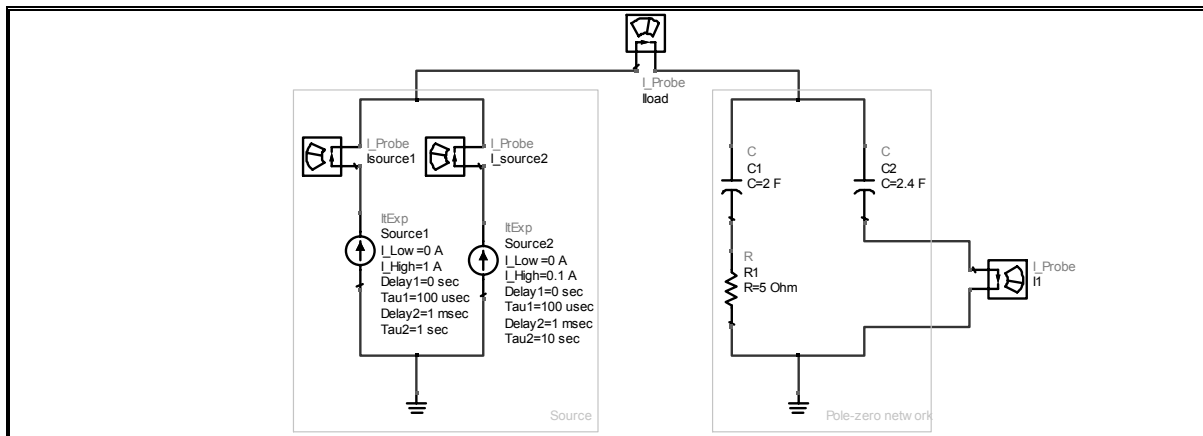 I_Probe
Iload
I_Probe
Isource1
I_Probe
I_source2
ItExp
Source1
I_Low=0 A
I_High=1 A
Delay1=0 sec
Tau1=100 usec
Delay2=1 msec
Tau2=1 sec
ItExp
Source2
I_Low=0 A
I_High=0.1 A
Delay1=0 sec
Tau1=100 usec
Delay2=1 msec
Tau2=10 sec
Source
C
C1
C=2 F
C
C2
C=2.4 F
R
R1
R=5 Ohm
I_Probe
I1
Pole-zero network